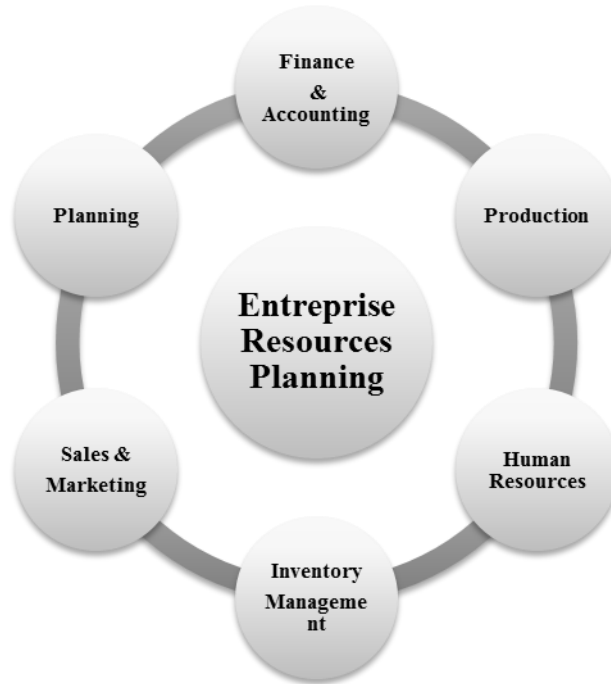 Finance
&
Accounting
Planning
Production
Entreprise
Resources
Planning
Sales &
Marketing
Human
Resources
Inventory
Manageme
nt